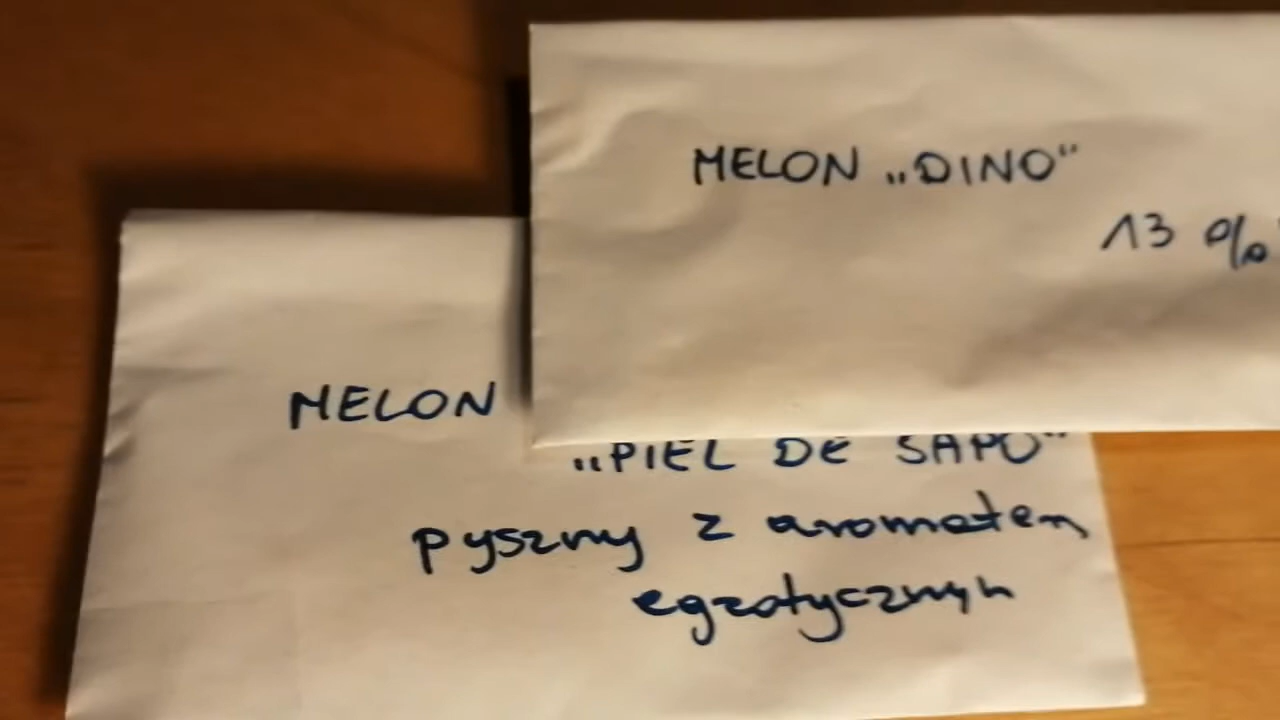 MELON „DINO"
13 %
MELON
„PIEL DE SAPO"
pyszny z aromatem
egzotycznym